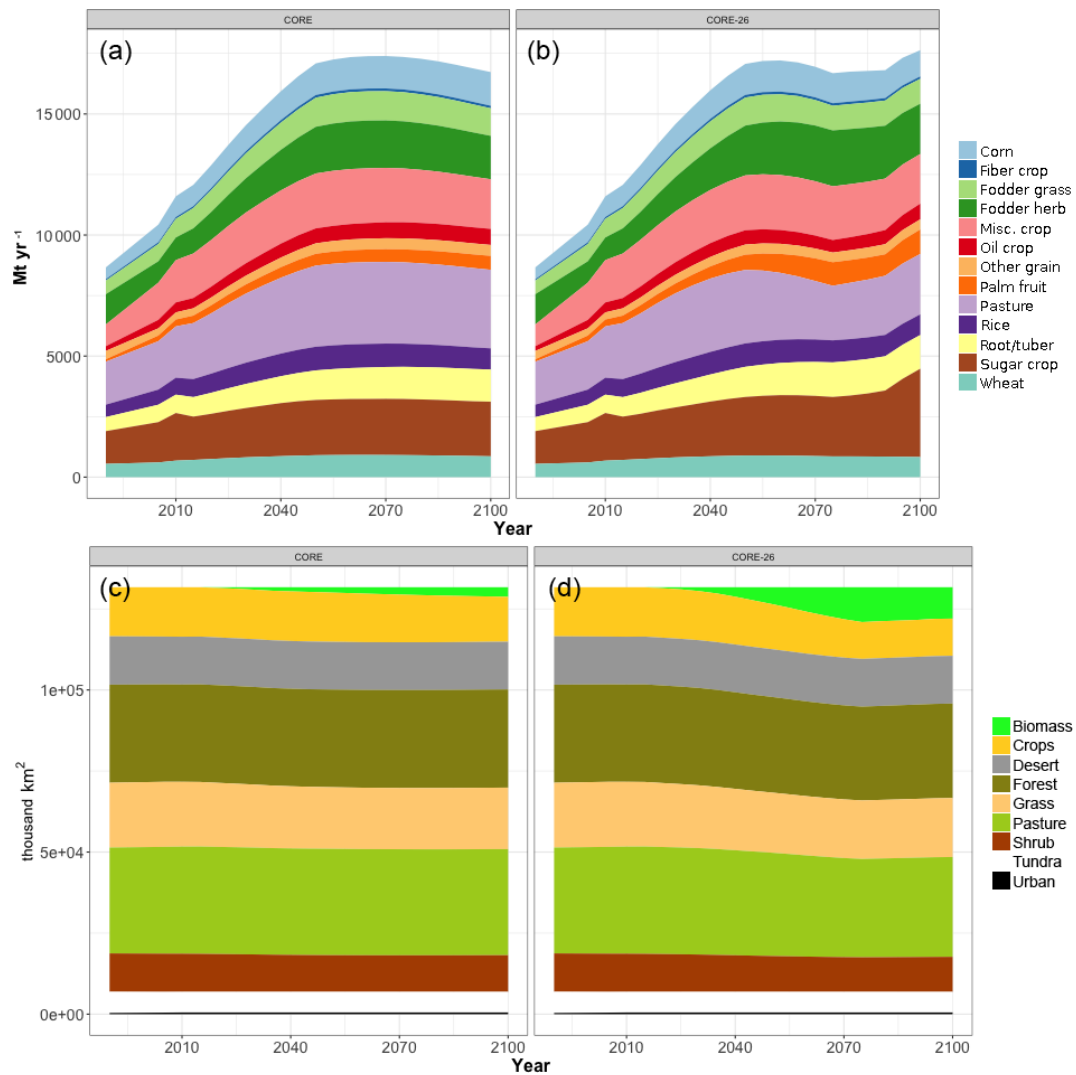 CORE
CORE-26
(a)
(b)
15000
10000
5000
0
Mt yr -1
2010
2040
2070
2100
2010
2040
2070
2100
Year
Corn
Fiber crop
Fodder grass
Fodder herb
Misc. crop
Oil crop
Other grain
Palm fruit
Pasture
Rice
Root/tuber
Sugar crop
Wheat
CORE
CORE-26
(c)
(d)
1e+05
5e+04
0e+00
thousand km2
2010
2040
2070
2100
2010
2040
2070
2100
Year
Biomass
Crops
Desert
Forest
Grass
Pasture
Shrub
Tundra
Urban